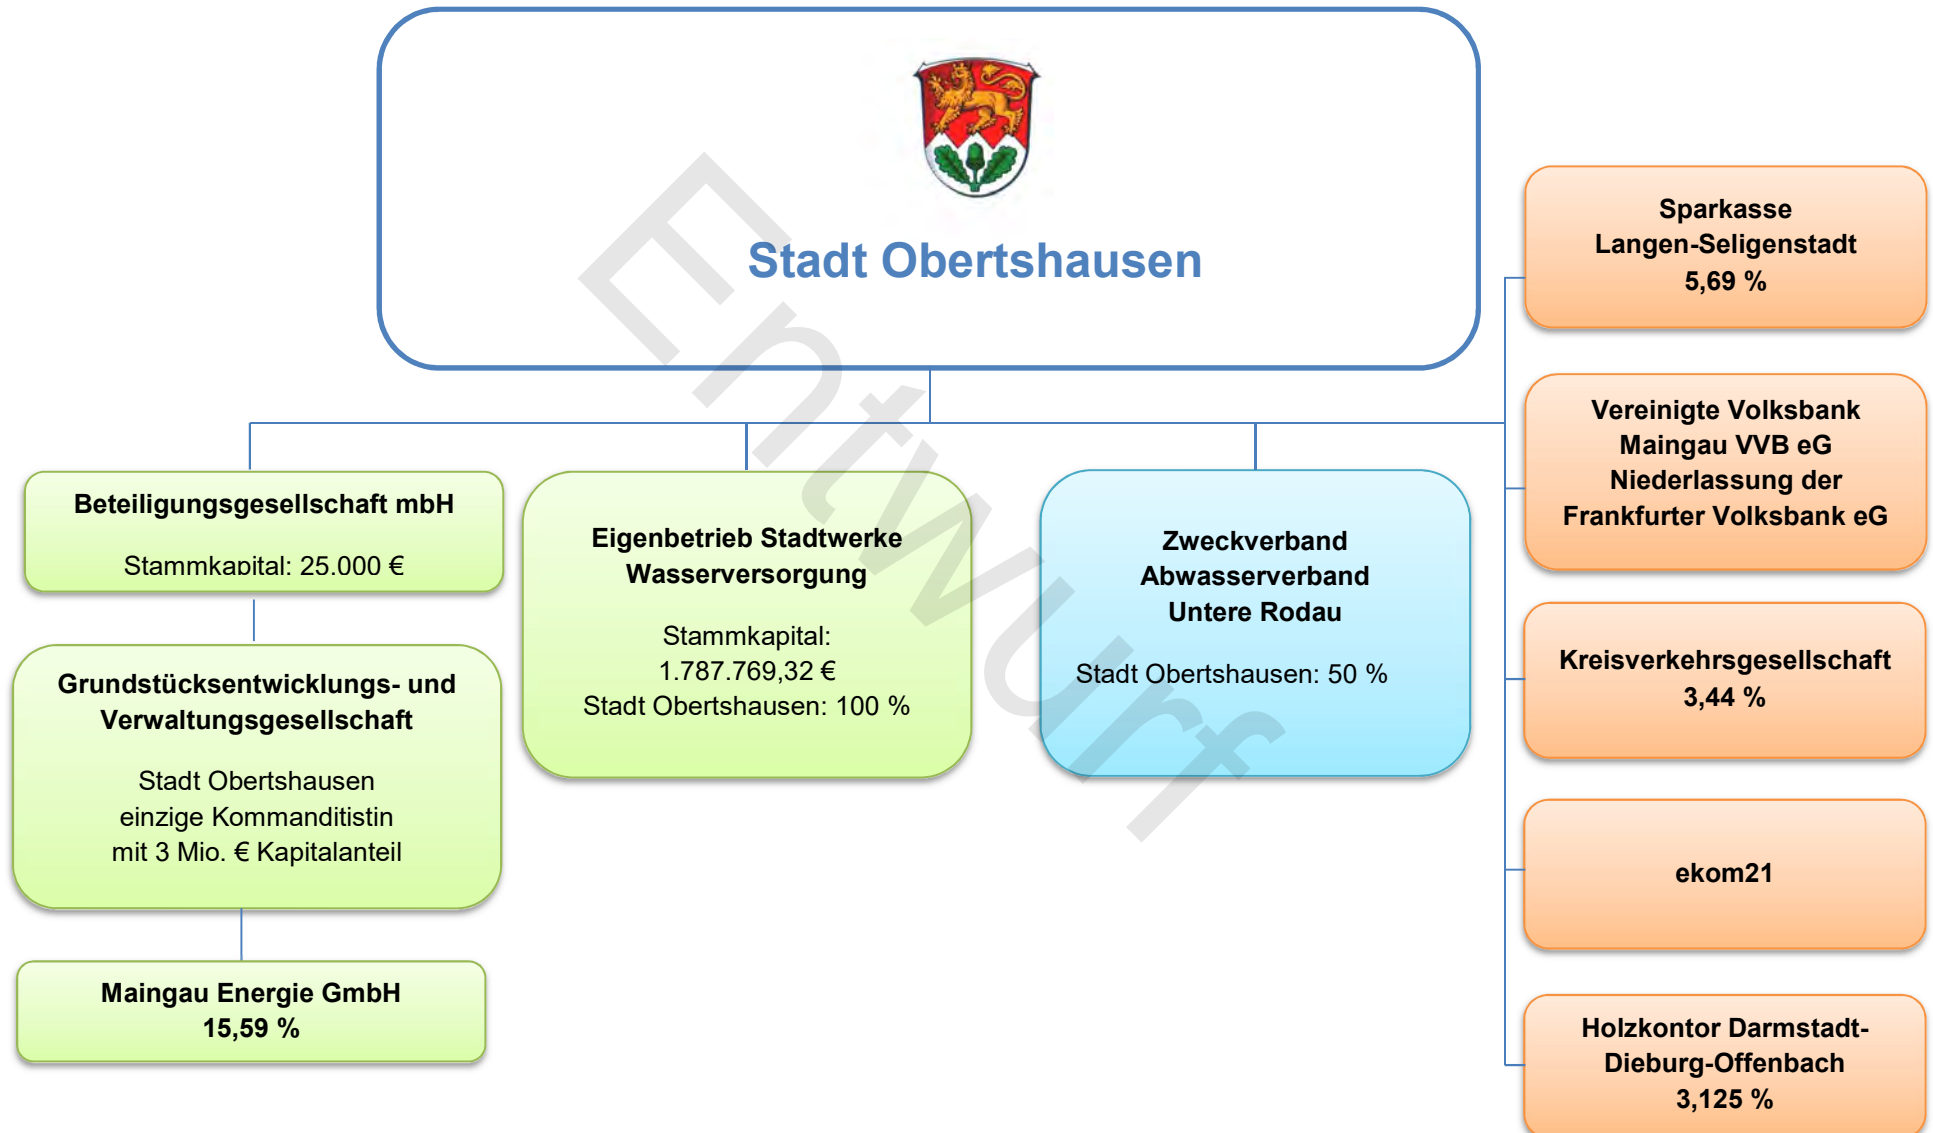 Stadt Obertshausen
Beteiligungsgesellschaft mbH
Stammkapital: 25.000 €
Grundstücksentwicklungs- und
Verwaltungsgesellschaft
Stadt Obertshausen
einzige Kommanditistin
mit 3 Mio. € Kapitalanteil
Maingau Energie GmbH
15,59 %
Eigenbetrieb Stadtwerke
Wasserversorgung
Stammkapital:
1.787.769,32 €
Stadt Obertshausen: 100 %
Zweckverband
Abwasserverband
Untere Rodau
Stadt Obertshausen: 50 %
Sparkasse
Langen-Seligenstadt
5,69 %
Vereinigte Volksbank
Maingau VVB eG
Niederlassung der
Frankfurter Volksbank eG
Kreisverkehrsgesellschaft
3,44 %
ekom21
Holzkontor Darmstadt-
Dieburg-Offenbach
3,125 %
Entwurf